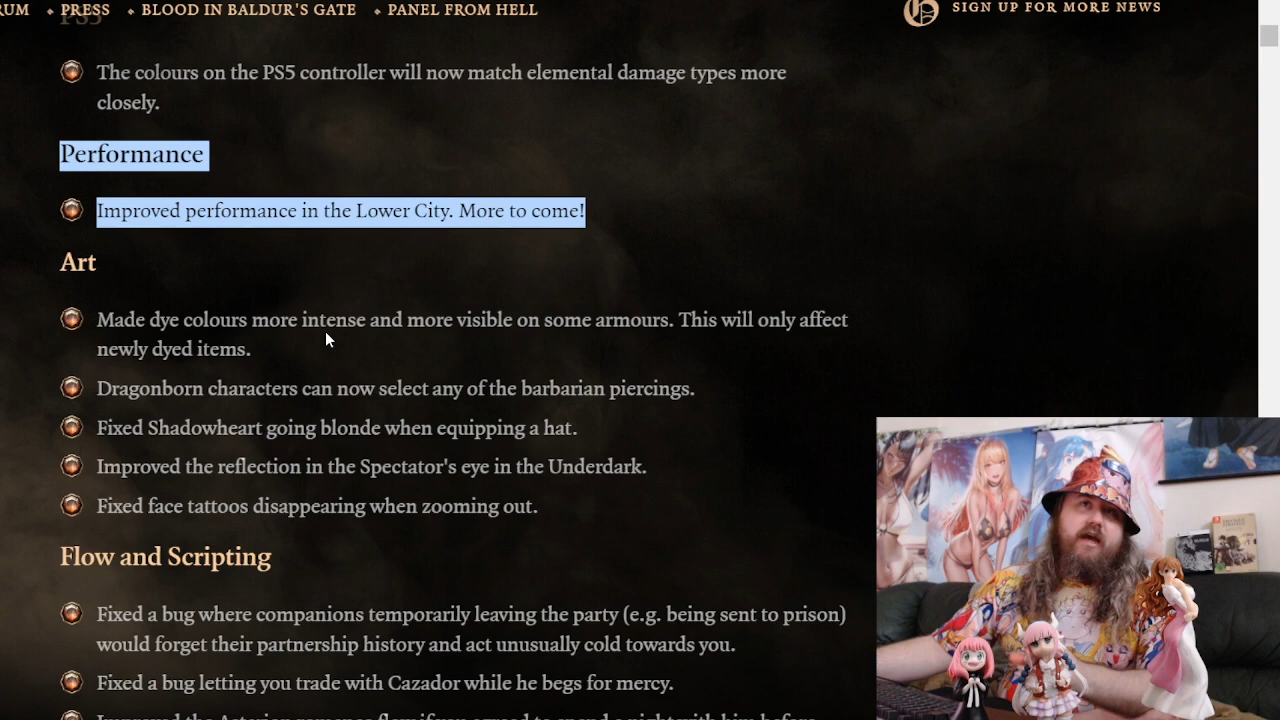 PRESS
BLOOD IN BALDUR'S GATE
PANEL FROM HELL
SIGN UP FOR MORE NEWS
PS5
The colours on the PS5 controller will now match elemental damage types more
closely.
Performance
Improved performance in the Lower City. More to come!
Art
Made dye colours more intense and more visible on some armours. This will only affect
newly dyed items.
Dragonborn characters can now select any of the barbarian piercings.
Fixed Shadowheart going blonde when equipping a hat.
Improved the reflection in the Spectator's eye in the Underdark.
Fixed face tattoos disappearing when zooming out.
Flow and Scripting
Fixed a bug where companions temporarily leaving the party (e.g. being sent to prison)
would forget their partnership history and act unusually cold towards you.
Fixed a bug letting you trade with Cazador while he begs for mercy.